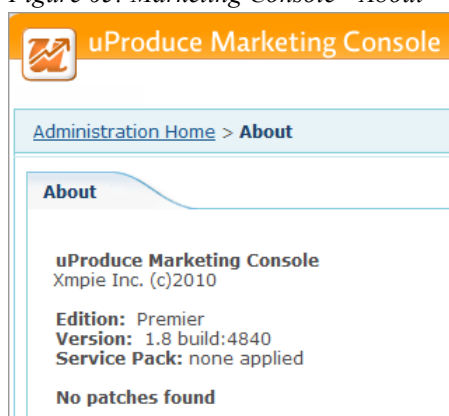 uProduce Marketing Console
Administration Home > About
About
uProduce Marketing Console
Xmpie Inc. (c)2010
Edition: Premier
Version: 1.8 build:4840
Service Pack: none applied
No patches found